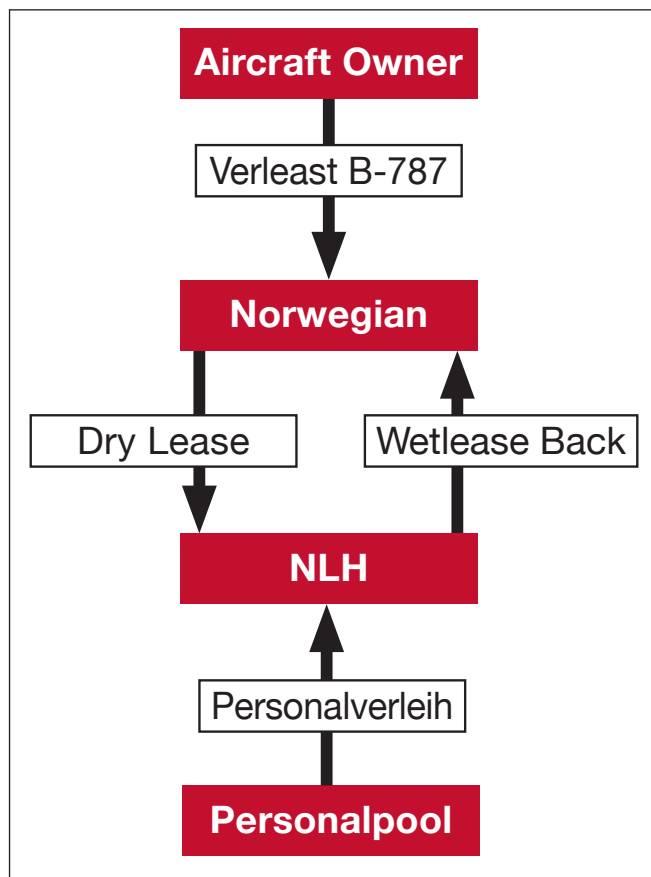 Aircraft Owner
Verleast B-787
Norwegian
Dry Lease
Wetlease Back
NLH
Personalverleih
Personalpool